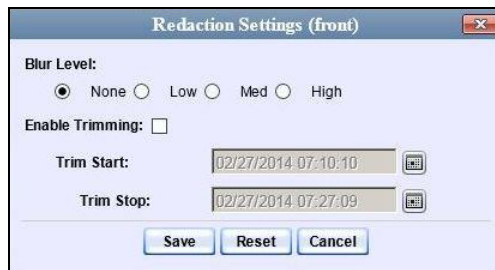 Redaction Settings (front)
Blur Level:
None Low Med High
Enable Trimming:
Trim Start: 02/27/2014 07:10:10
Trim Stop: 02/27/2014 07:27:09
Save Reset Cancel